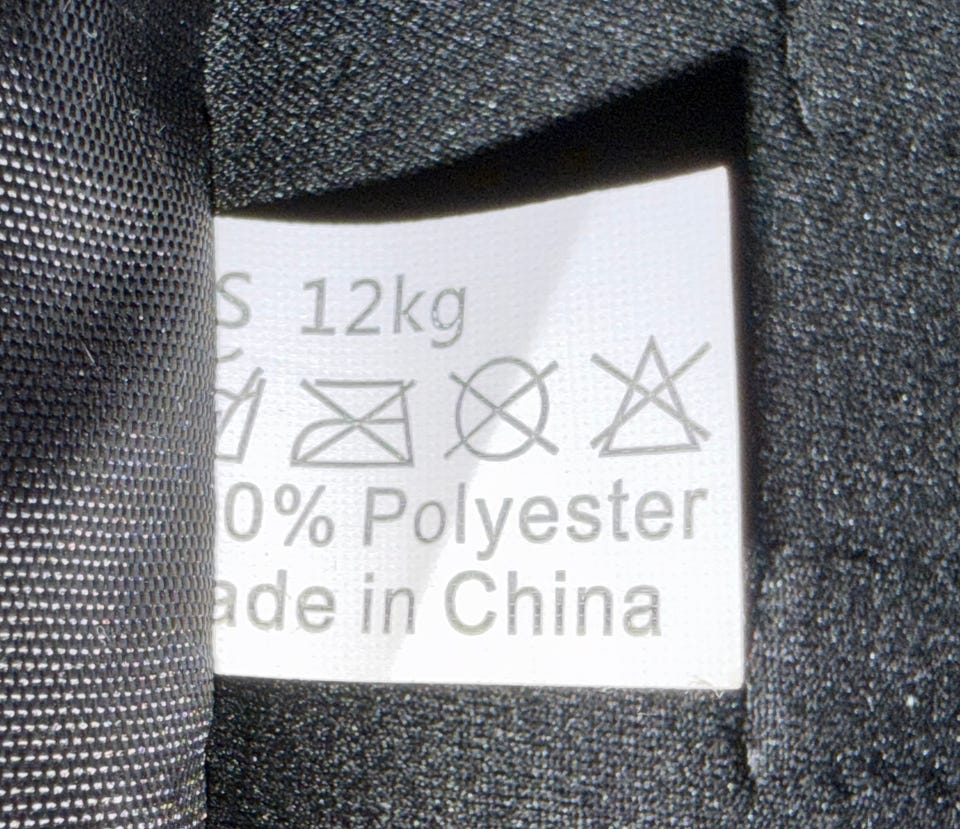 S 12kg
0% Polyester
ade in China